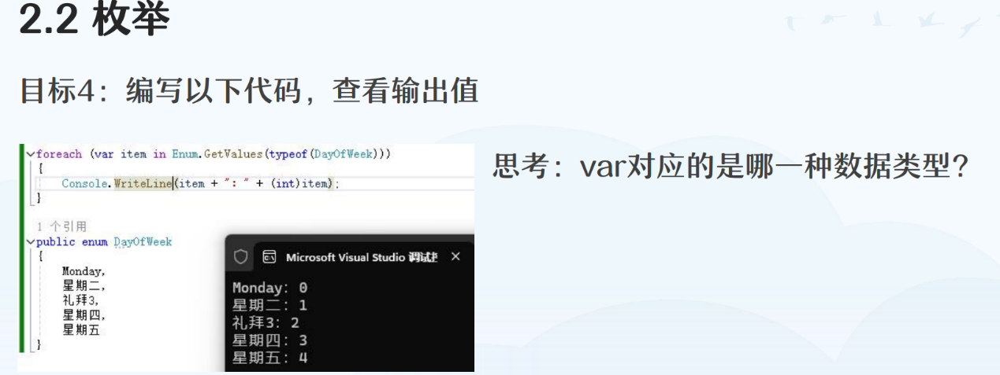 2.2 枚举
目标4：编写以下代码，查看输出值
foreach (var item in Enum.GetValues(typeof(DayOfWeek)))
{
Console.WriteLine(item + ": " + (int)item);
}
1 个引用
public enum DayOfWeek
{
Monday,
星期二,
礼拜3,
星期四,
星期五
}
Microsoft Visual Studio 调试
Monday: 0
星期二: 1
礼拜3: 2
星期四: 3
星期五: 4
思考：var对应的是哪一种数据类型？